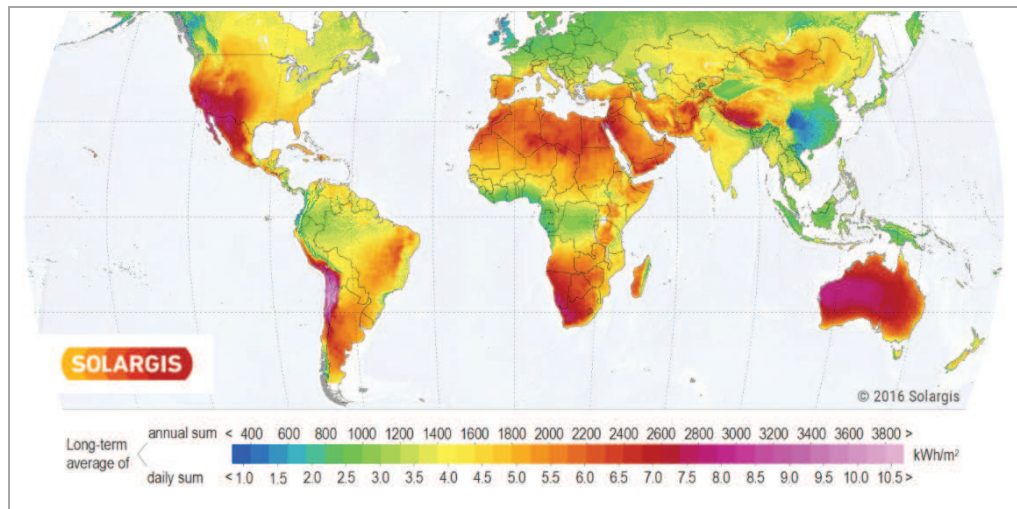 SOLARGIS
© 2016 Solargis
annual sum < 400 600 800 1000 1200 1400 1600 1800 2000 2200 2400 2600 2800 3000 3200 3400 3600 3800 >
Long-term average of
kWh/m²
daily sum < 1.0 1.5 2.0 2.5 3.0 3.5 4.0 4.5 5.0 5.5 6.5 7.0 7.5 8.0 8.5 9.0 9.5 10.0 10.5 >